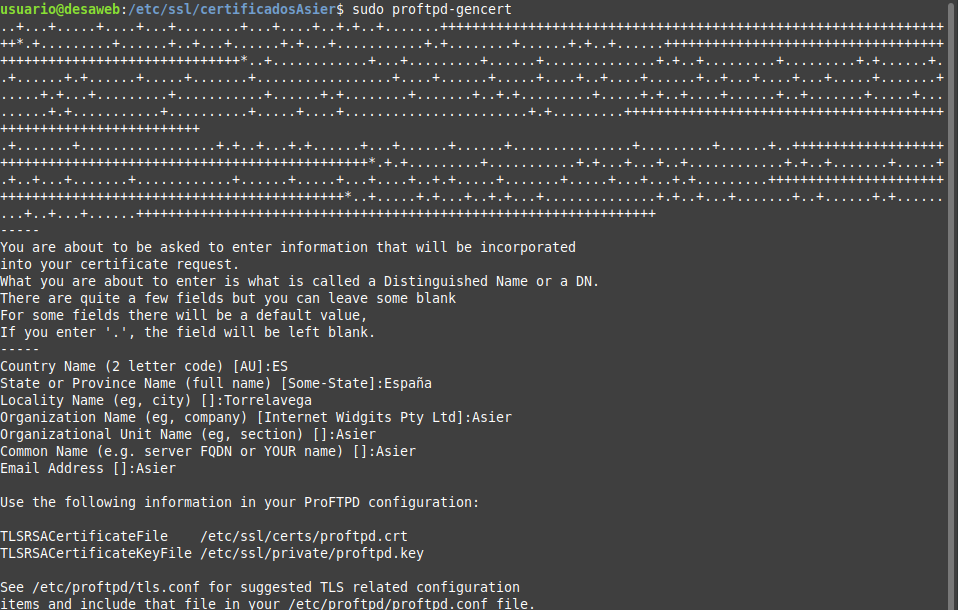 usuario@desaweb:/etc/ssl/certificadosAsier$ sudo proftpd-gencert
-----
You are about to be asked to enter information that will be incorporated
into your certificate request.
What you are about to enter is what is called a Distinguished Name or a DN.
There are quite a few fields but you can leave some blank
For some fields there will be a default value,
If you enter '.', the field will be left blank.
-----
Country Name (2 letter code) [AU]:ES
State or Province Name (full name) [Some-State]:España
Locality Name (eg, city) []:Torrelavega
Organization Name (eg, company) [Internet Widgits Pty Ltd]:Asier
Organizational Unit Name (eg, section) []:Asier
Common Name (e.g. server FQDN or YOUR name) []:Asier
Email Address []:Asier
Use the following information in your ProFTPD configuration:
TLSRSACertificateFile    /etc/ssl/certs/proftpd.crt
TLSRSACertificateKeyFile /etc/ssl/private/proftpd.key
See /etc/proftpd/tls.conf for suggested TLS related configuration
items and include that file in your /etc/proftpd/proftpd.conf file.